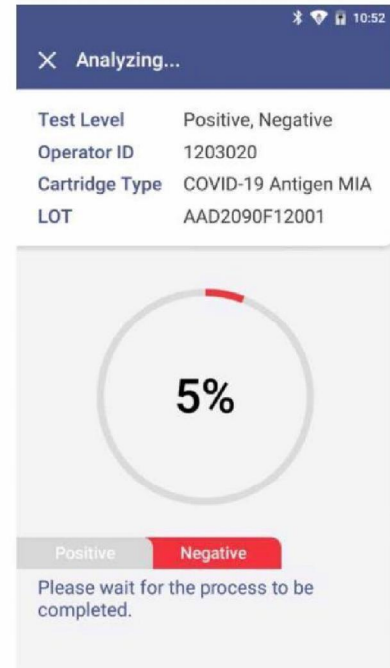 10:52
Analyzing...
Test Level Positive, Negative
Operator ID 1203020
Cartridge Type COVID-19 Antigen MIA
LOT AAD2090F12001
5%
Positive Negative
Please wait for the process to be
completed.